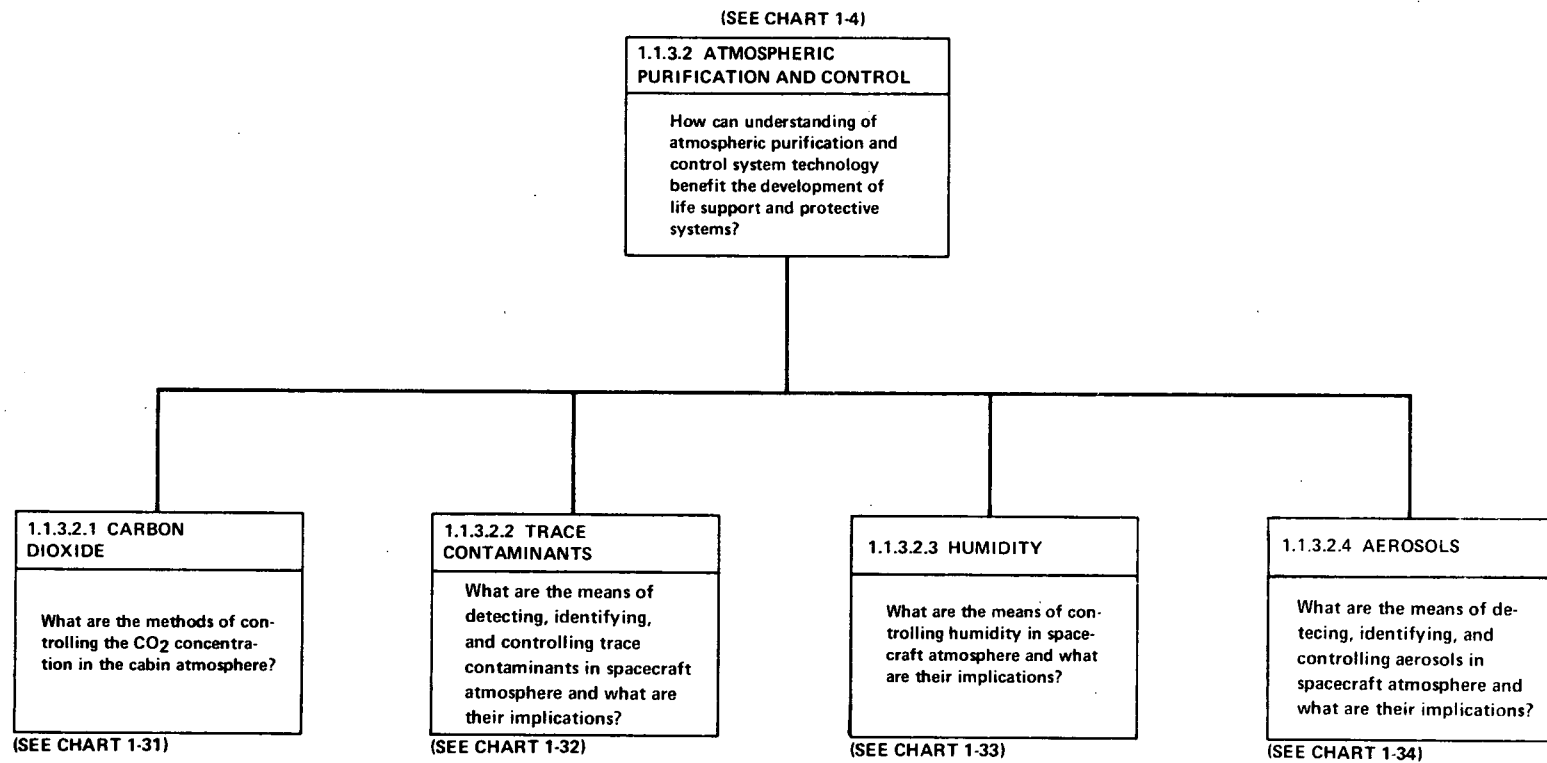 (SEE CHART 1-4)
1.1.3.2 ATMOSPHERIC
PURIFICATION AND CONTROL
How can understanding of
atmospheric purification and
control system technology
benefit the development of
life support and protective
systems?
1.1.3.2.1 CARBON
DIOXIDE
What are the methods of con-
trolling the CO2 concentra-
tion in the cabin atmosphere?
(SEE CHART 1-31)
1.1.3.2.2 TRACE
CONTAMINANTS
What are the means of
detecting, identifying,
and controlling trace
contaminants in spacecraft
atmosphere and what are
their implications?
(SEE CHART 1-32)
1.1.3.2.3 HUMIDITY
What are the means of con-
trolling humidity in space-
craft atmosphere and what
are their implications?
(SEE CHART 1-33)
1.1.3.2.4 AEROSOLS
What are the means of de-
tecing, identifying, and
controlling aerosols in
spacecraft atmosphere and
what are their implications?
(SEE CHART 1-34)